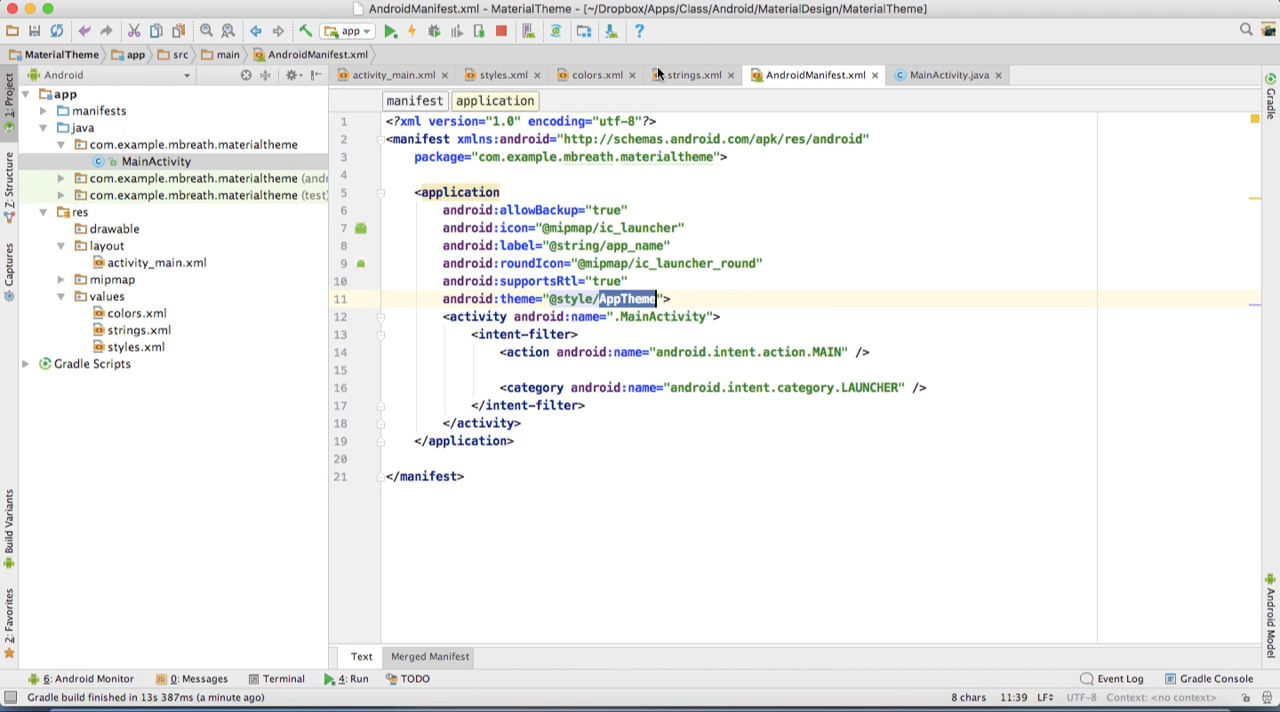 AndroidManifest.xml - MaterialTheme - [~/Dropbox/Apps/Class/Android/MaterialDesign/MaterialTheme]
app
MaterialTheme app src main AndroidManifest.xml
Android
activity_main.xml styles.xml colors.xml strings.xml AndroidManifest.xml MainActivity.java
manifest application
1: Project
Z: Structure
Captures
Build Variants
2: Favorites
app
manifests
java
com.example.mbreath.materialtheme
MainActivity
com.example.mbreath.materialtheme (and
com.example.mbreath.materialtheme (test)
res
drawable
layout
activity_main.xml
mipmap
values
colors.xml
strings.xml
styles.xml
Gradle Scripts
1 <?xml version="1.0" encoding="utf-8"?>
2 <manifest xmlns:android="http://schemas.android.com/apk/res/android"
3 package="com.example.mbreath.materialtheme">
4
5 <application
6 android:allowBackup="true"
7 android:icon="@mipmap/ic_launcher"
8 android:label="@string/app_name"
9 android:roundIcon="@mipmap/ic_launcher_round"
10 android:supportsRtl="true"
11 android:theme="@style/AppTheme">
12 <activity android:name=".MainActivity">
13 <intent-filter>
14 <action android:name="android.intent.action.MAIN" />
15
16 <category android:name="android.intent.category.LAUNCHER" />
17 </intent-filter>
18 </activity>
19 </application>
20
21 </manifest>
Gradle
Android Model
Text Merged Manifest
6: Android Monitor 0: Messages Terminal 4: Run TODO Event Log Gradle Console
Gradle build finished in 13s 387ms (a minute ago) 8 chars 11:39 LF UTF-8 Context: <no context>